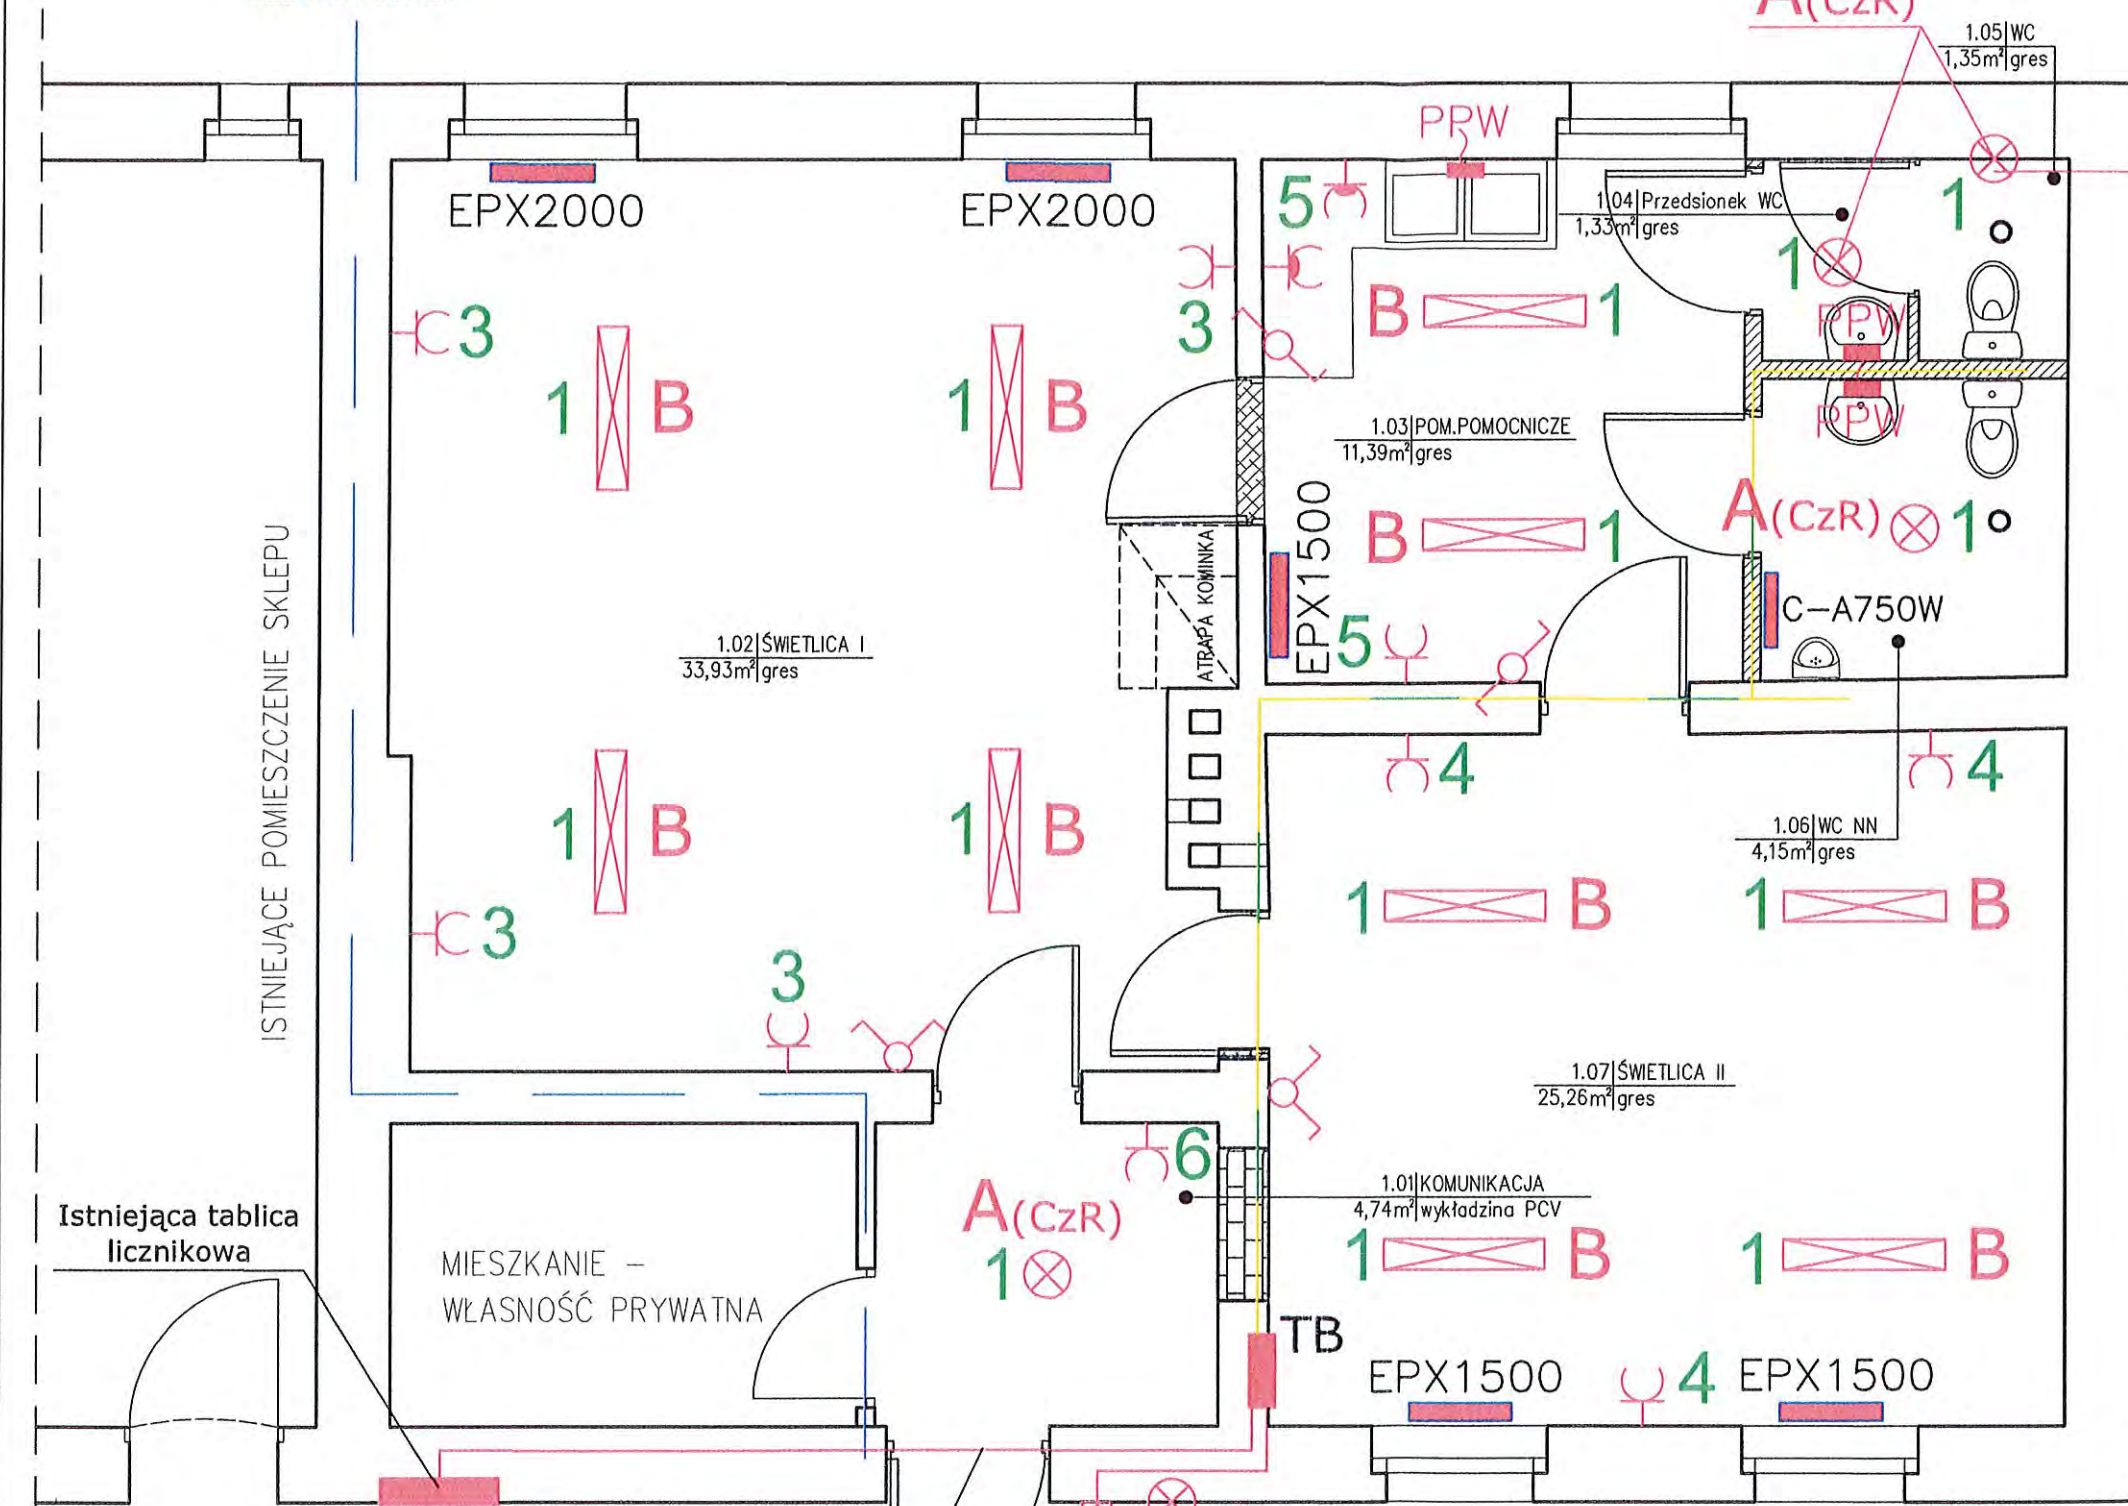 A(CzR)
1.05 WC
1,35m² gres
PPW
EPX2000
EPX2000
5
1.04 Przedsionek WC
1,33m² gres
1
1
3
3
B
1
PPW
1 B
1 B
1.03 POM.POMOCNICZE
11,39m² gres
PPW
EPX1500
B
1
A(CzR)
1
ISTNIEJĄCE POMIESZCZENIE SKLEPU
ATRAPA KOMINKA
C-A750W
1.02 ŚWIETLICA I
33,93m² gres
5
4
4
1 B
1 B
1.06 WC NN
4,15m² gres
1 B
1 B
3
3
1.07 ŚWIETLICA II
25,26m² gres
6
1.01 KOMUNIKACJA
4,74m² wykładzina PCV
Istniejąca tablica
licznikowa
A(CzR)
1
MIESZKANIE -
WŁASNOŚĆ PRYWATNA
1 B
1 B
TB
EPX1500
4
EPX1500